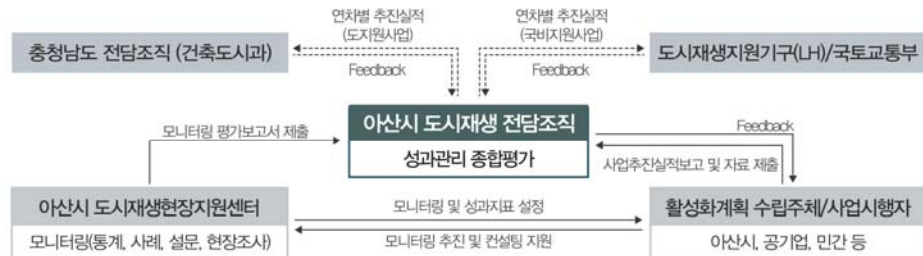 연차별 추진실적
(도지원사업)
연차별 추진실적
(국비지원사업)
충청남도 전담조직 (건축도시과)
도시재생지원기구(LH)/국토교통부
Feedback
Feedback
아산시 도시재생 전담조직
성과관리 종합평가
모니터링 평가보고서 제출
Feedback
사업추진실적보고 및 자료 제출
아산시 도시재생현장지원센터
모니터링(통계, 사례, 설문, 현장조사)
모니터링 및 성과지표 설정
모니터링 추진 및 컨설팅 지원
활성화계획 수립주체/사업시행자
아산시, 공기업, 민간 등